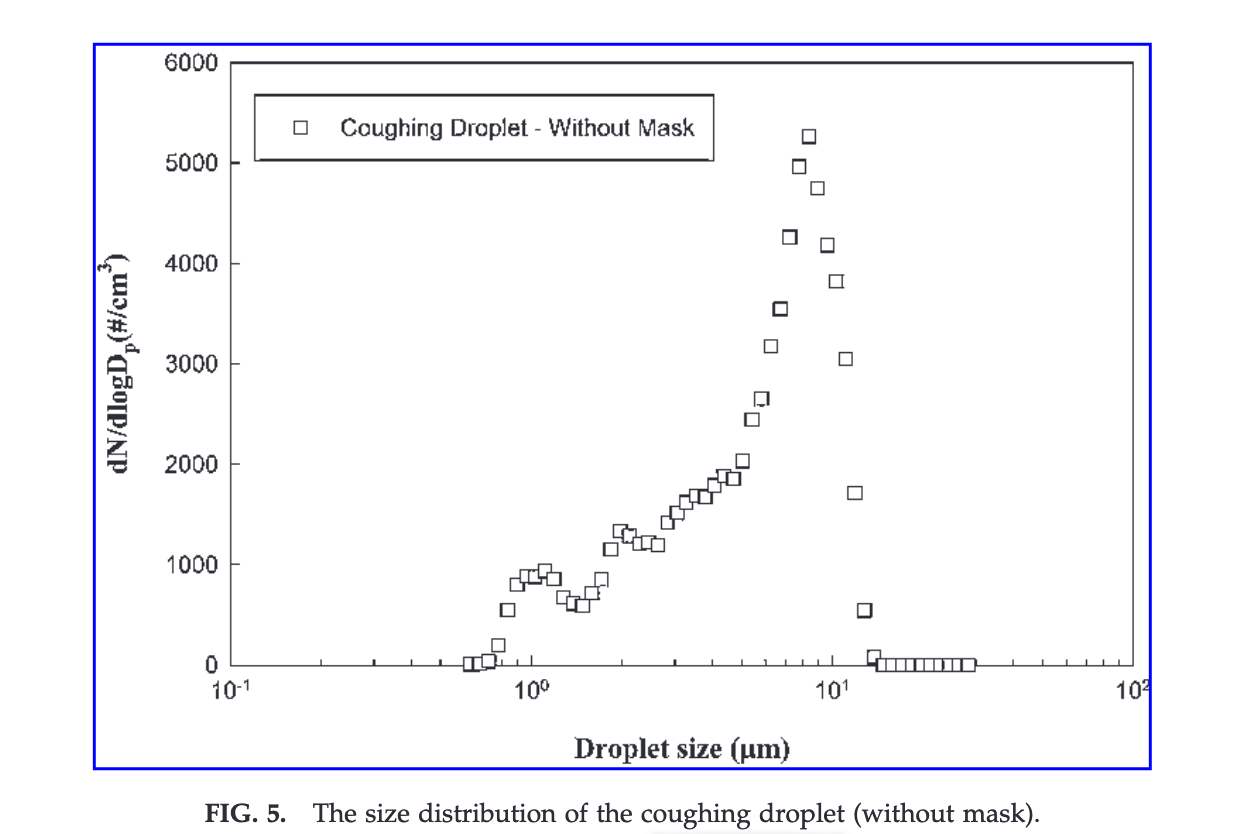 6000
Coughing Droplet - Without Mask
5000
4000
3000
2000
1000
0
dN/dlogDₚ(#/cm³)
10⁻¹
10⁰
10¹
10²
Droplet size (μm)
FIG. 5. The size distribution of the coughing droplet (without mask).